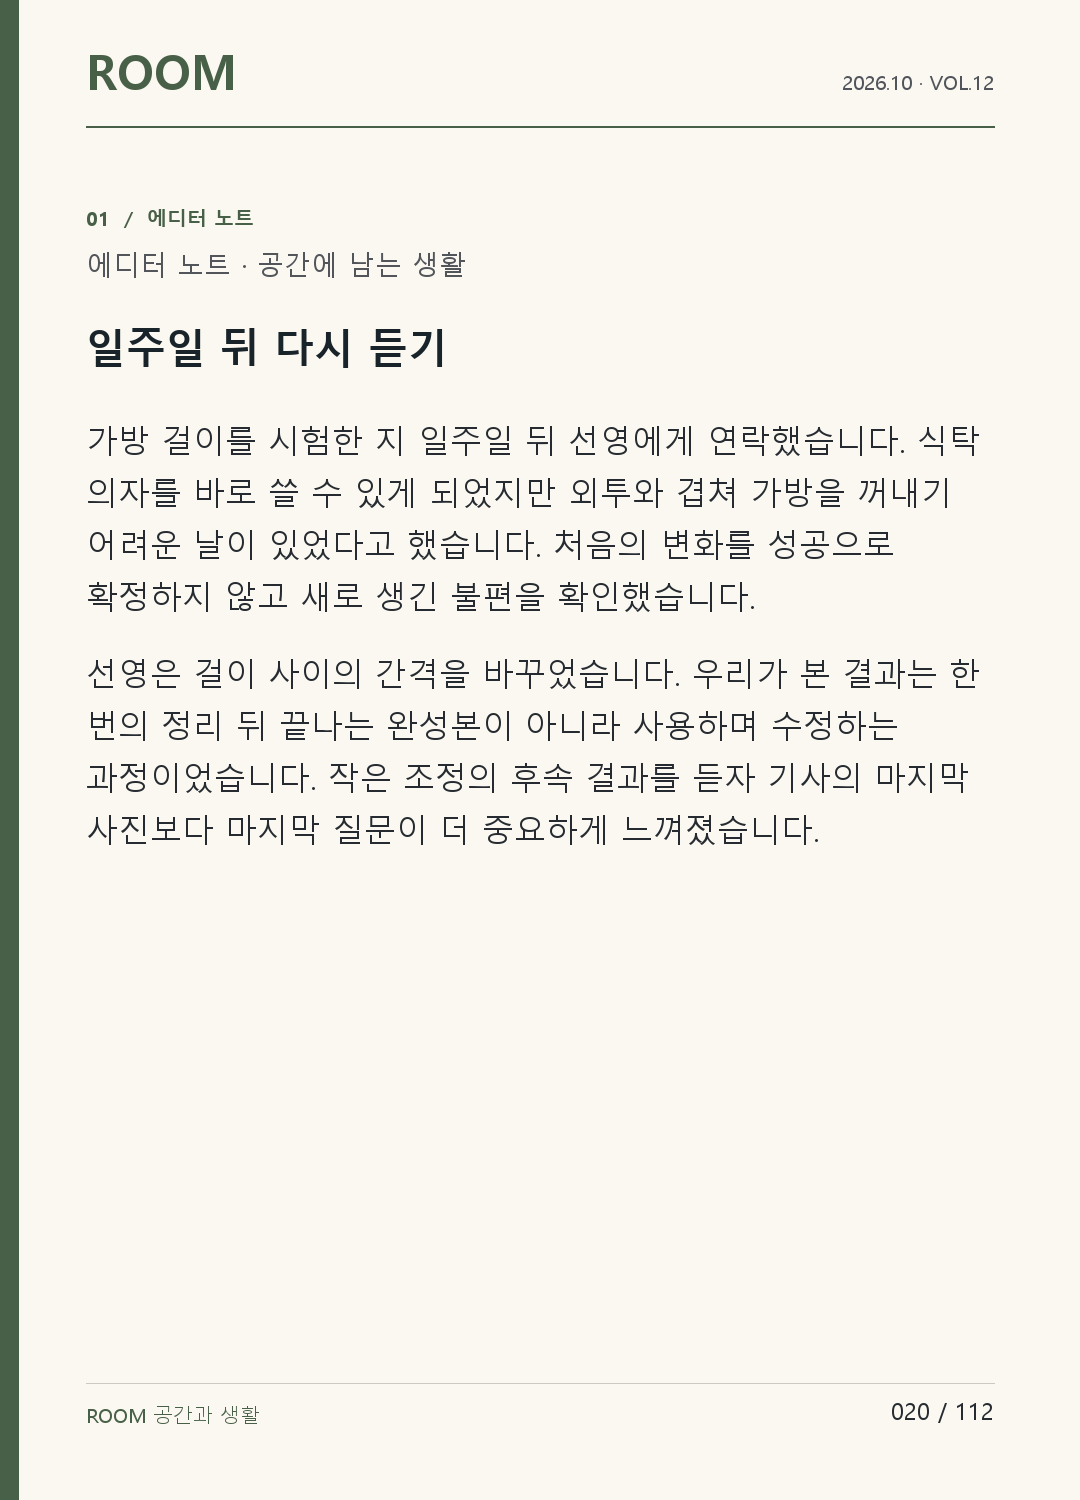 ROOM
2026.10 · VOL.12
01 / 에디터 노트
에디터 노트 · 공간에 남는 생활
일주일 뒤 다시 듣기
가방 걸이를 시험한 지 일주일 뒤 선영에게 연락했습니다. 식탁
의자를 바로 쓸 수 있게 되었지만 외투와 겹쳐 가방을 꺼내기
어려운 날이 있었다고 했습니다. 처음의 변화를 성공으로
확정하지 않고 새로 생긴 불편을 확인했습니다.
선영은 걸이 사이의 간격을 바꾸었습니다. 우리가 본 결과는 한
번의 정리 뒤 끝나는 완성본이 아니라 사용하며 수정하는
과정이었습니다. 작은 조정의 후속 결과를 듣자 기사의 마지막
사진보다 마지막 질문이 더 중요하게 느껴졌습니다.
ROOM 공간과 생활
020 / 112